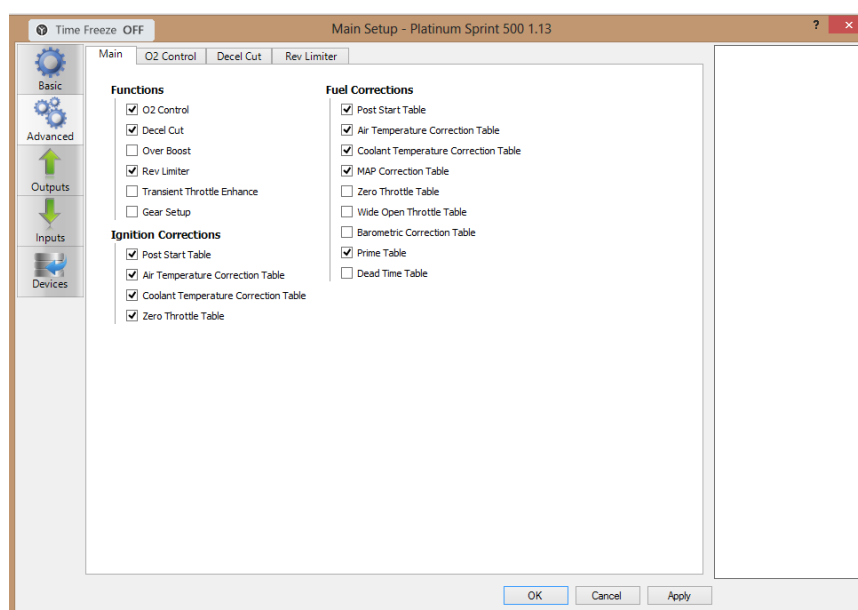 Time Freeze OFF
Main Setup - Platinum Sprint 500 1.13
?
×
Basic
Advanced
Outputs
Inputs
Devices
Main
O2 Control
Decel Cut
Rev Limiter
Functions
O2 Control
Decel Cut
Over Boost
Rev Limiter
Transient Throttle Enhance
Gear Setup
Ignition Corrections
Post Start Table
Air Temperature Correction Table
Coolant Temperature Correction Table
Zero Throttle Table
Fuel Corrections
Post Start Table
Air Temperature Correction Table
Coolant Temperature Correction Table
MAP Correction Table
Zero Throttle Table
Wide Open Throttle Table
Barometric Correction Table
Prime Table
Dead Time Table
OK
Cancel
Apply